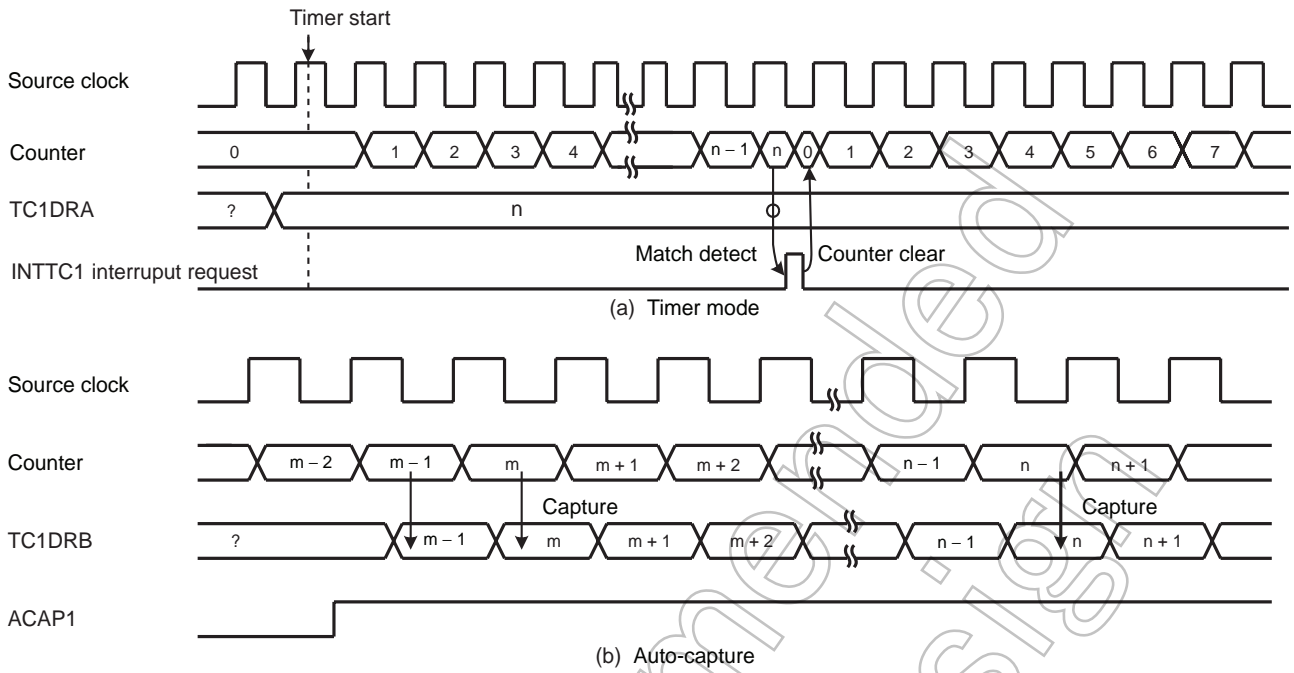 Timer start
Source clock
Counter 0 1 2 3 4 n – 1 n 0 1 2 3 4 5 6 7
TC1DRA ? n
Match detect Counter clear
INTTC1 interruput request
(a) Timer mode
Source clock
Counter m – 2 m – 1 m m + 1 m + 2 n – 1 n n + 1
Capture Capture
TC1DRB ? m – 1 m m + 1 m + 2 n – 1 n n + 1
ACAP1
(b) Auto-capture